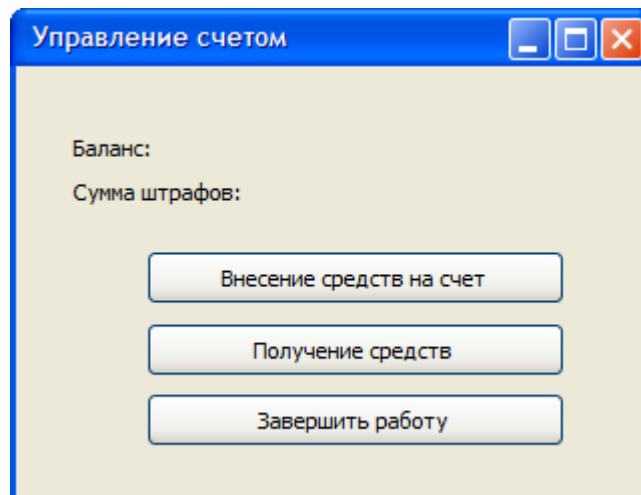 Управление счетом
Баланс:
Сумма штрафов:
Внесение средств на счет
Получение средств
Завершить работу